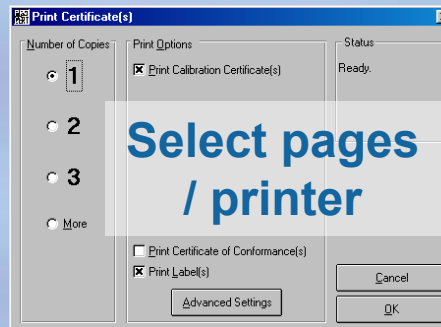 Print Certificate(s)
Number of Copies
1
2
3
More
Print Options
Print Calibration Certificate(s)
Print Certificate of Conformance(s)
Print Label(s)
Advanced Settings
Status
Ready.
Cancel
OK
Select pages
/ printer